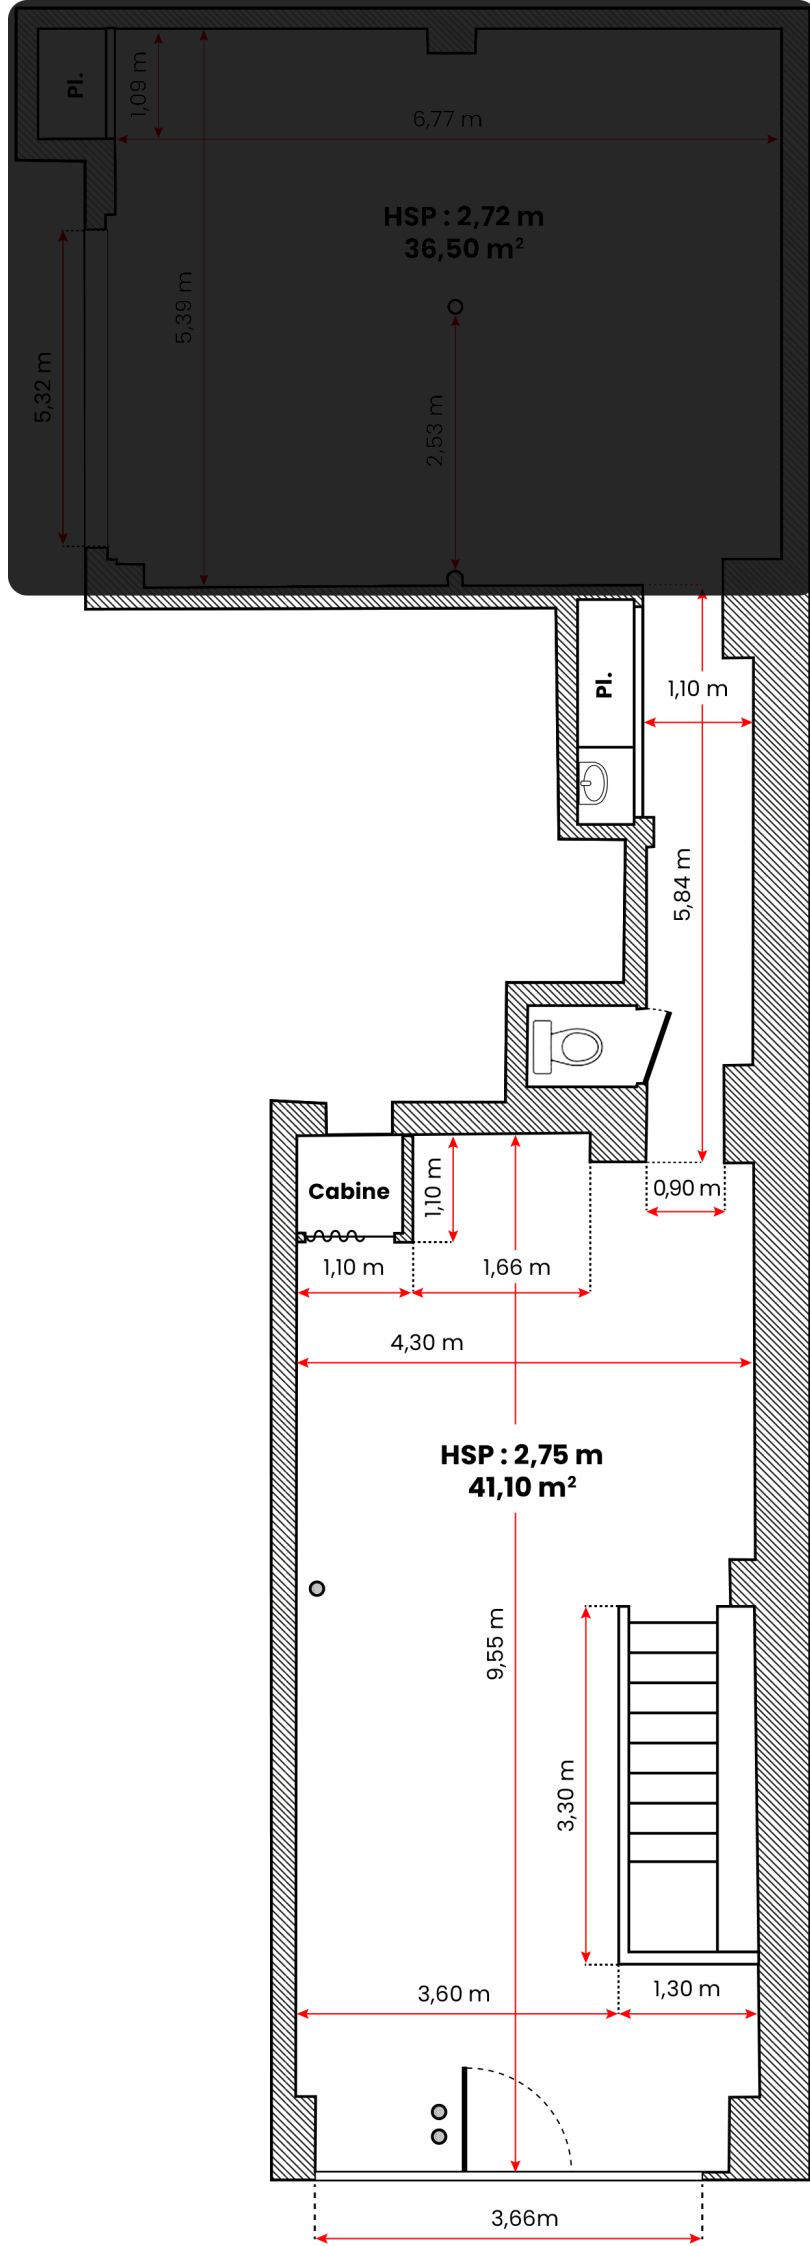 Pl.
1,09 m
6,77 m
HSP : 2,72 m
36,50 m²
5,39 m
5,32 m
2,53 m
Pl.
1,10 m
5,84 m
Cabine
1,10 m
0,90 m
1,10 m
1,66 m
4,30 m
HSP : 2,75 m
41,10 m²
9,55 m
3,30 m
3,60 m
1,30 m
3,66m